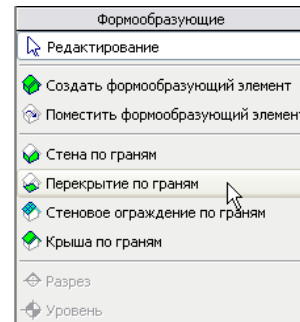 Формообразующие
Редактирование
Создать формообразующий элемент
Поместить формообразующий элемент
Стена по граням
Перекрытие по граням
Стеновое ограждение по граням
Крыша по граням
Разрез
Уровень